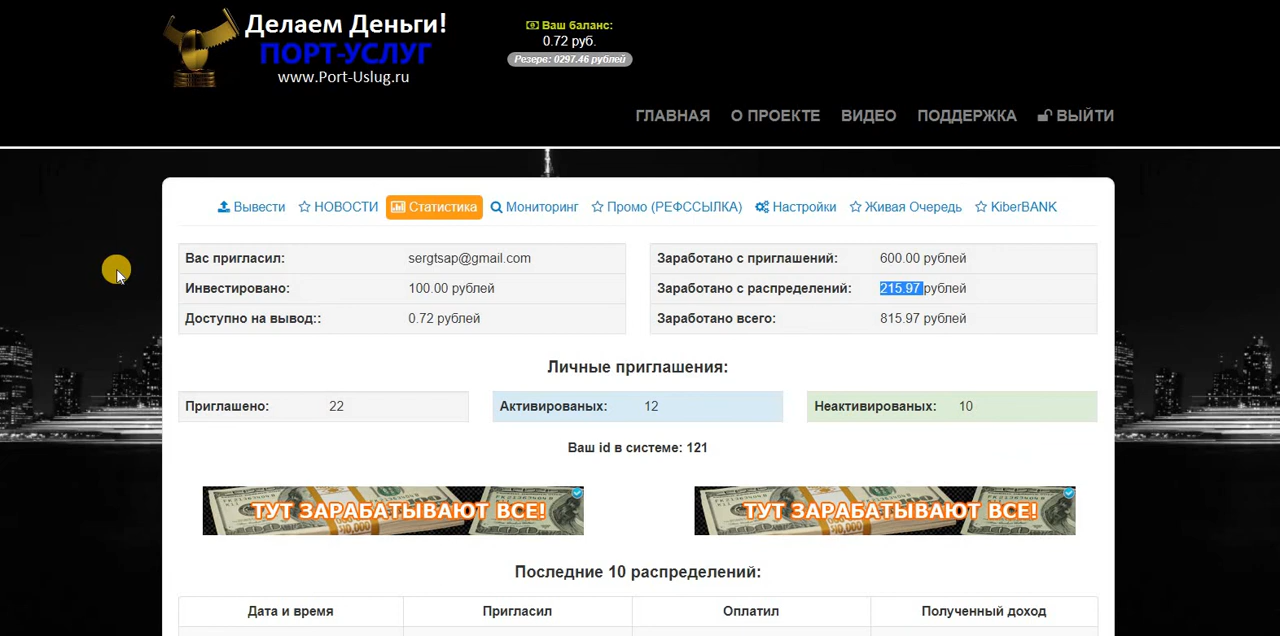 Делаем Деньги!
ПОРТ-УСЛУГ
www.Port-Uslug.ru
Ваш баланс:
0.72 руб.
Резерв: 0297.46 рублей
ГЛАВНАЯ О ПРОЕКТЕ ВИДЕО ПОДДЕРЖКА ВЫЙТИ
Вывести НОВОСТИ Статистика Мониторинг Промо (РЕФССЫЛКА) Настройки Живая Очередь KiberBANK
Вас пригласил: sergtsap@gmail.com
Инвестировано: 100.00 рублей
Доступно на вывод:: 0.72 рублей
Заработано с приглашений: 600.00 рублей
Заработано с распределений: 215.97 рублей
Заработано всего: 815.97 рублей
Личные приглашения:
Приглашено: 22 Активированых: 12 Неактивированых: 10
Ваш id в системе: 121
ТУТ ЗАРАБАТЫВАЮТ ВСЕ! ТУТ ЗАРАБАТЫВАЮТ ВСЕ!
Последние 10 распределений:
Дата и время Пригласил Оплатил Полученный доход